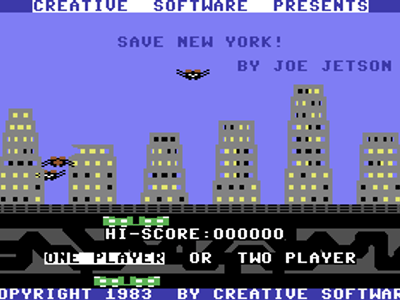 CREATIVE SOFTWARE PRESENTS
SAVE NEW YORK!
BY JOE JETSON
HI-SCORE:000000
ONE PLAYER OR TWO PLAYER
OPYRIGHT 1983 BY CREATIVE SOFTWAR